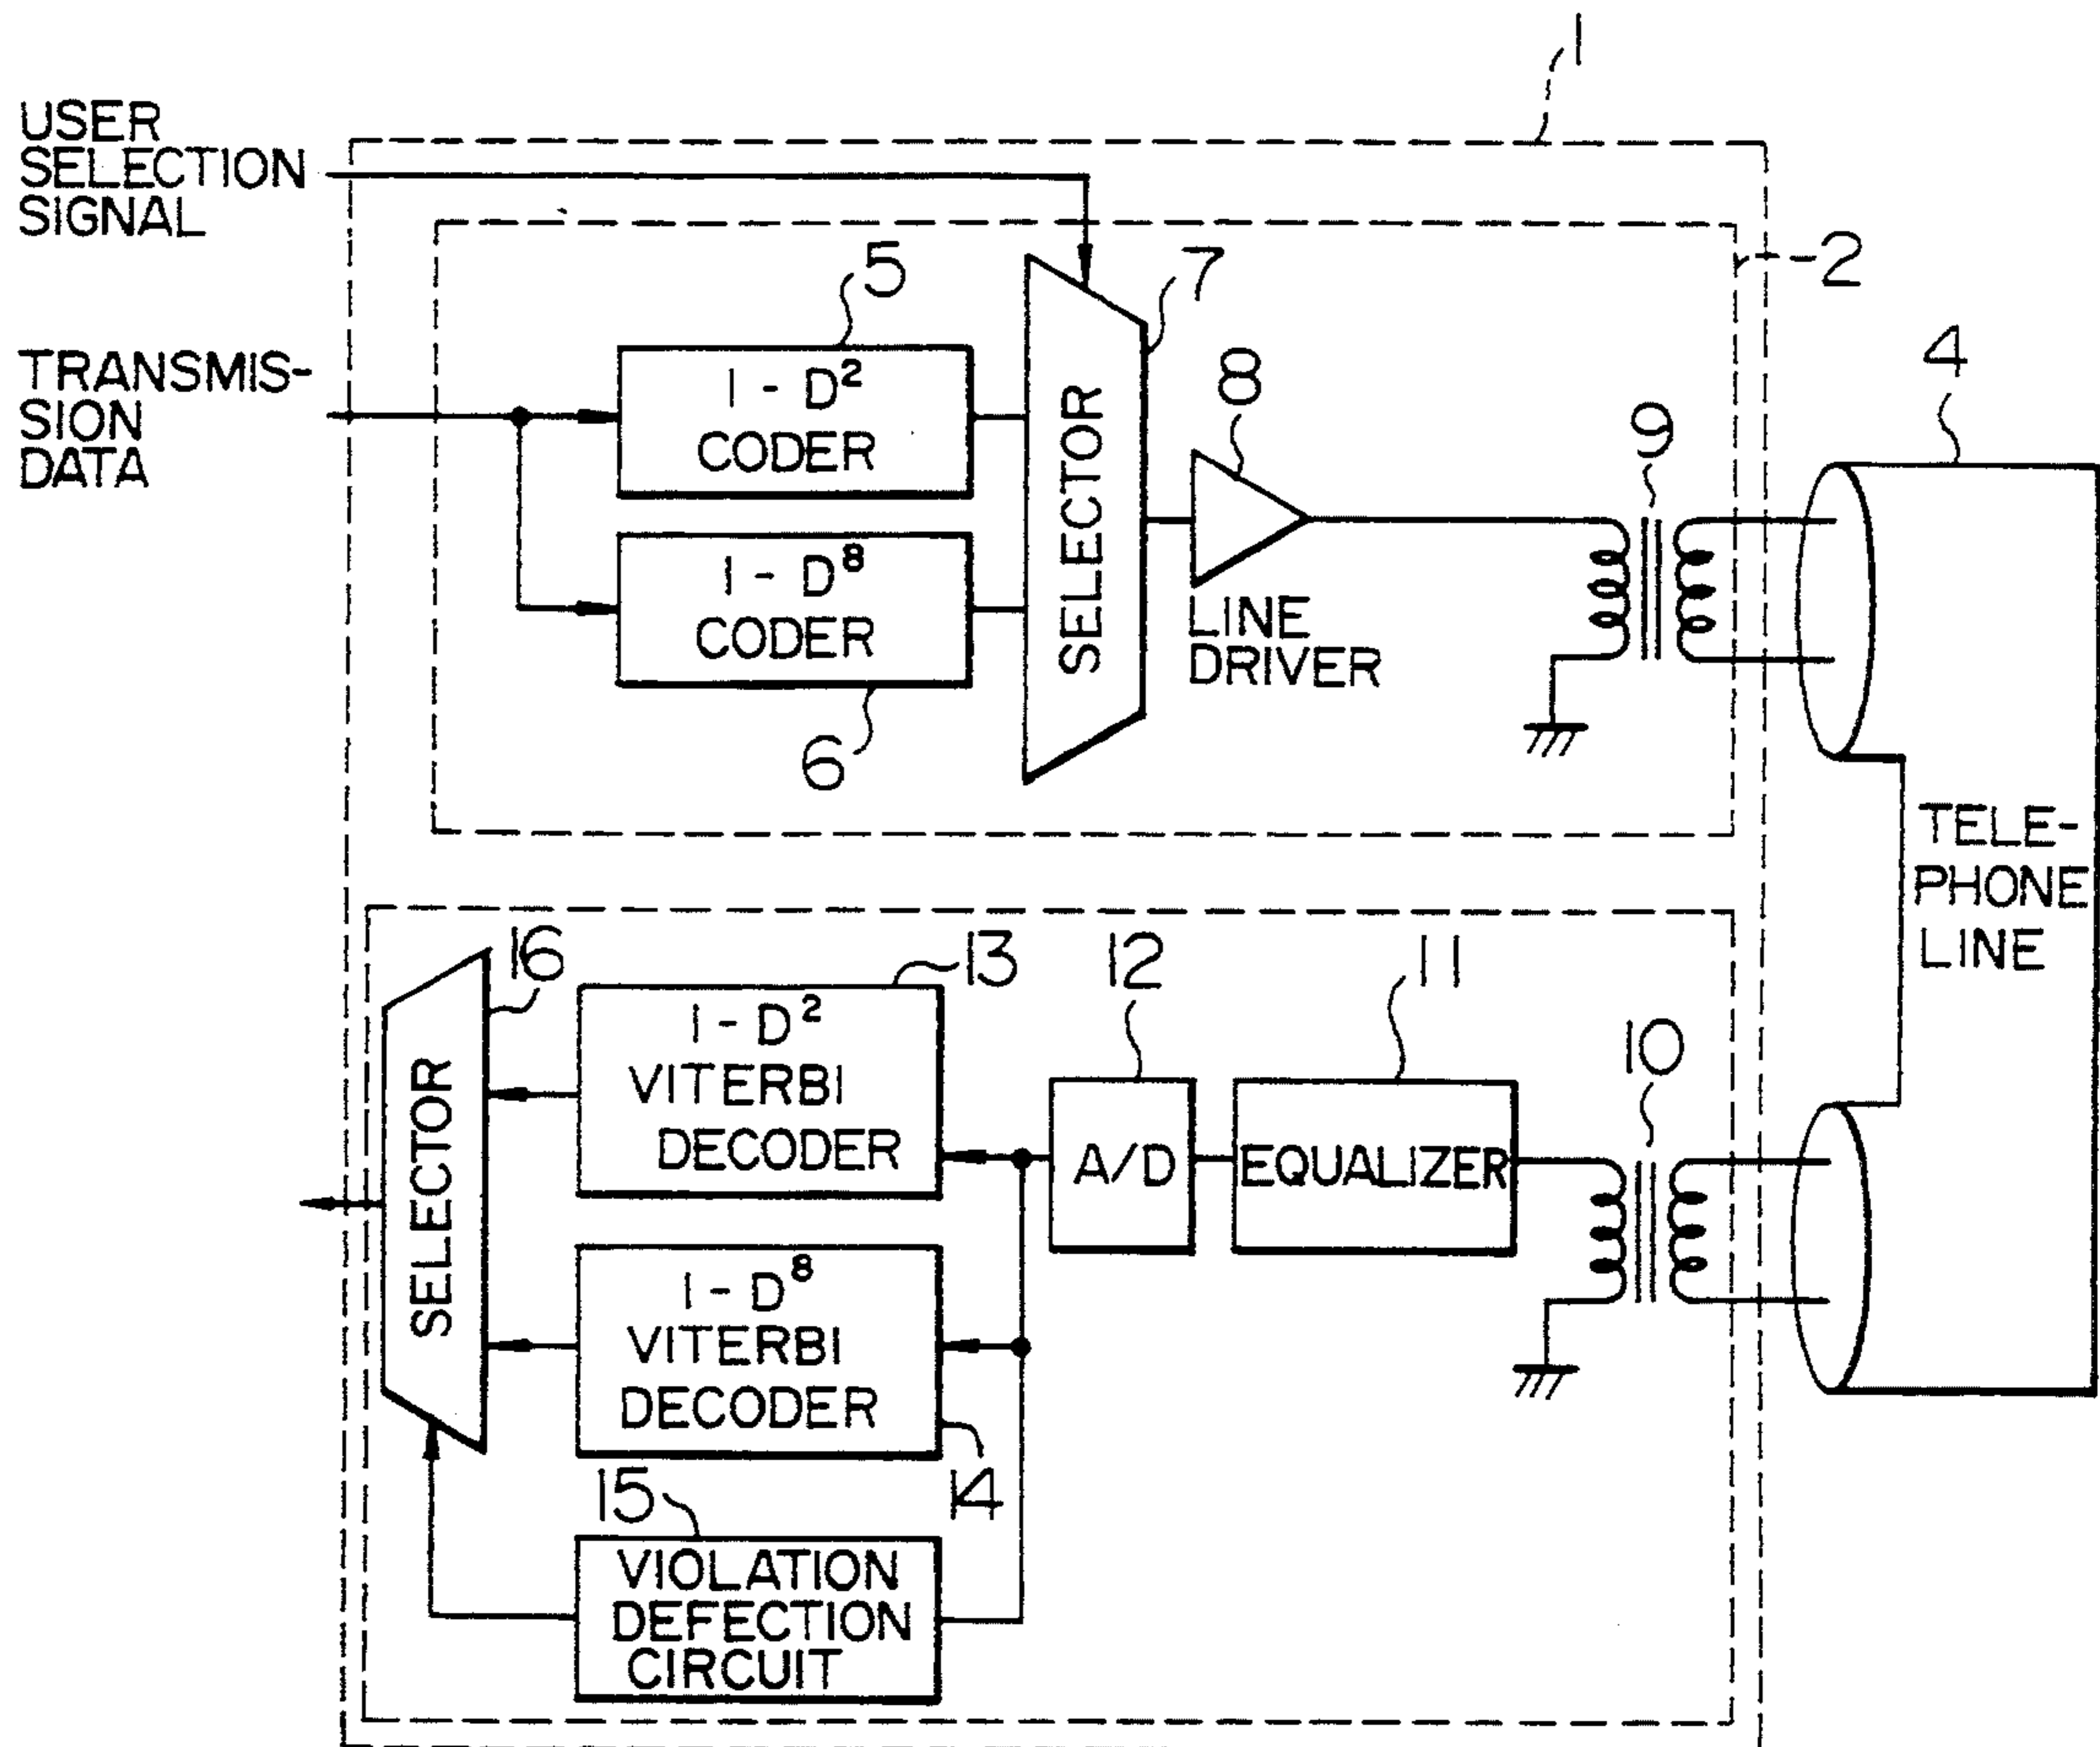 1
USER
SELECTION
SIGNAL
2
5
7
TRANSMIS-
SION
DATA
1 - D²
CODER
8
4
9
SELECTOR
1 - D⁸
CODER
LINE
DRIVER
6
TELE-
PHONE
LINE
16
13
12
11
10
1 - D²
VITERBI
DECODER
A/D
EQUALIZER
SELECTOR
1 - D⁸
VITERBI
DECODER
14
15
VIOLATION
DEFECTION
CIRCUIT